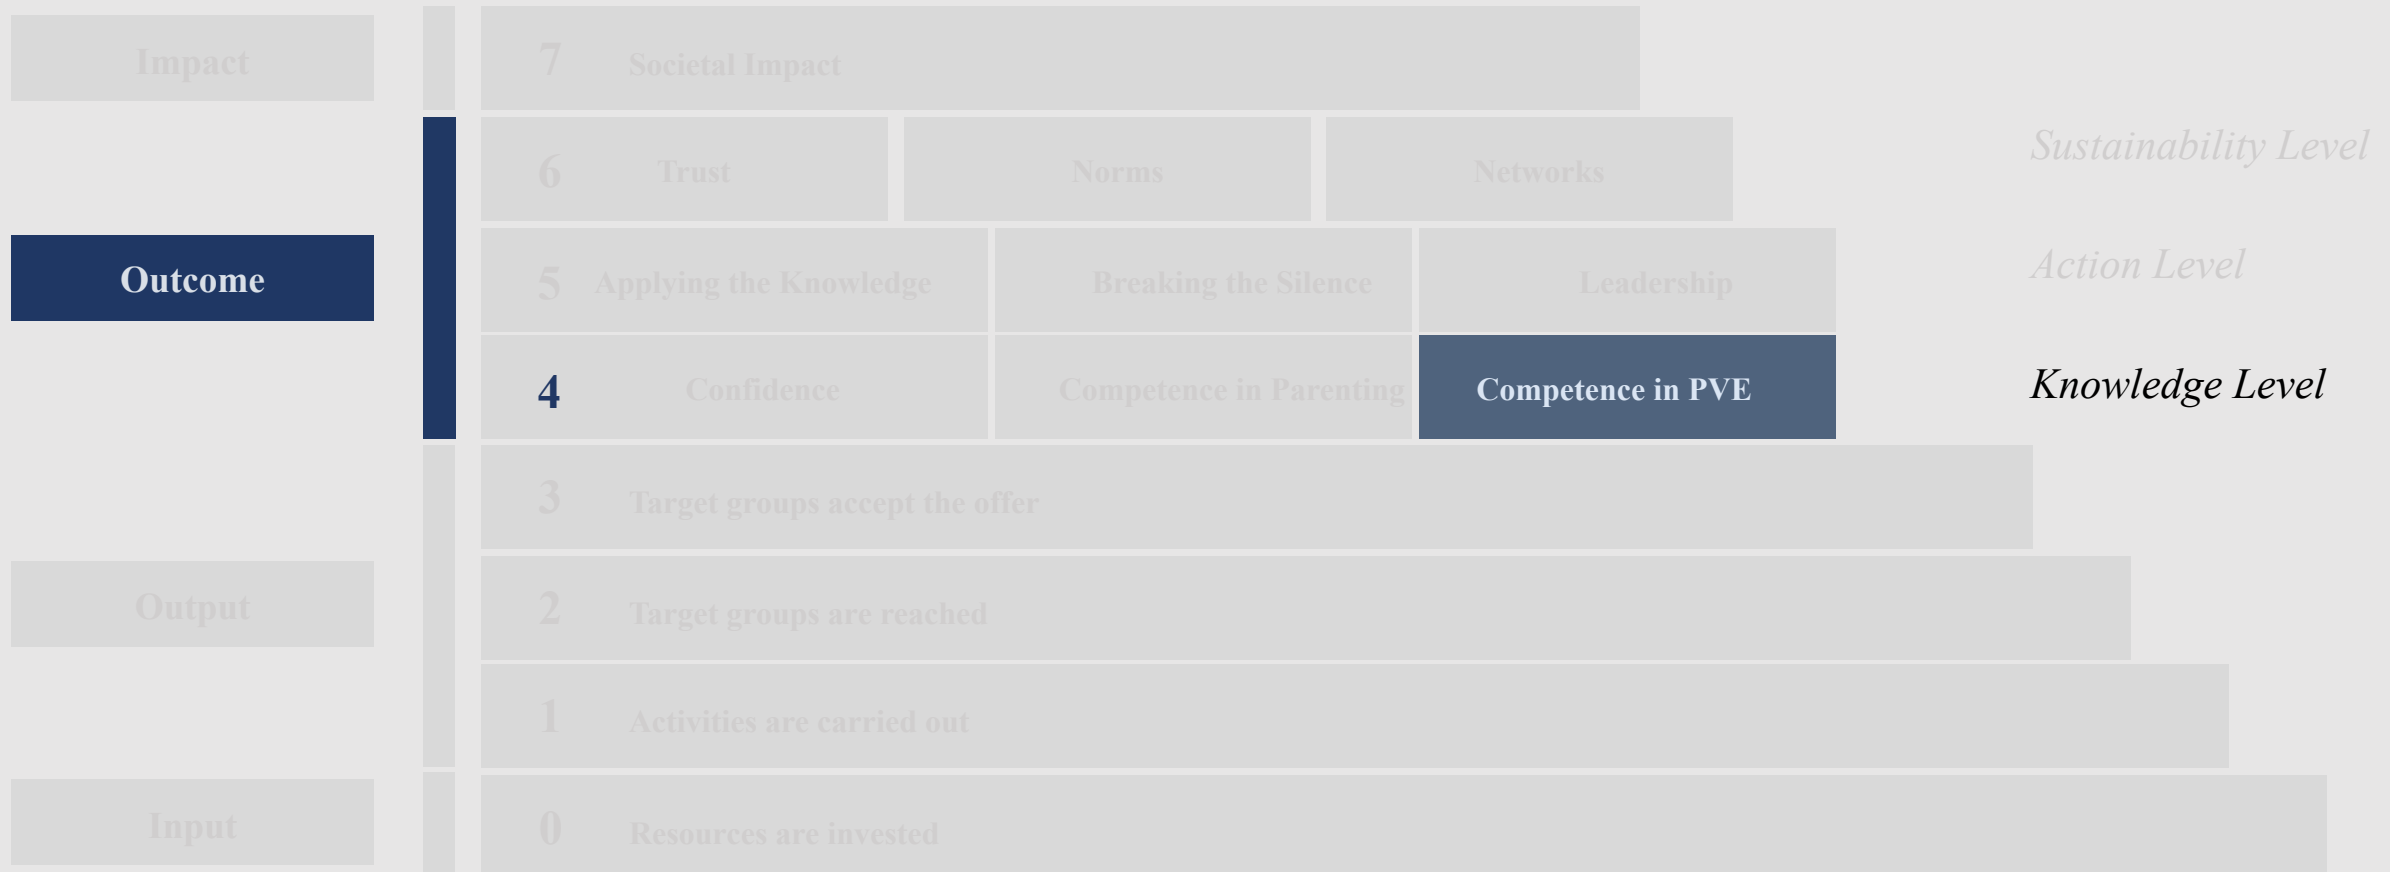 Impact
7 Societal Impact
6 Trust Norms Networks Sustainability Level
Outcome
5 Applying the Knowledge Breaking the Silence Leadership Action Level
4 Confidence Competence in Parenting Competence in PVE Knowledge Level
3 Target groups accept the offer
Output
2 Target groups are reached
1 Activities are carried out
Input
0 Resources are invested